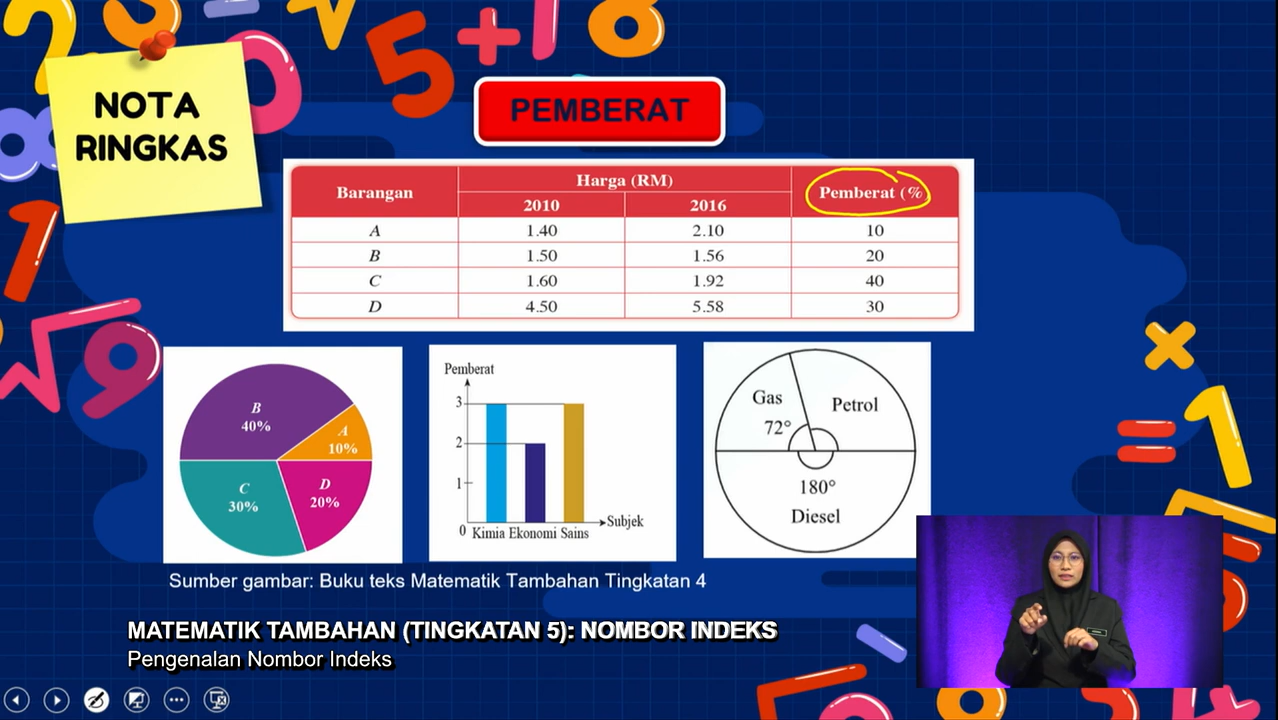 NOTA
RINGKAS
PEMBERAT
Barangan Harga (RM) Pemberat (%
2010 2016
A 1.40 2.10 10
B 1.50 1.56 20
C 1.60 1.92 40
D 4.50 5.58 30
B
40%
A
10%
C
30%
D
20%
Pemberat
3
2
1
0
Kimia Ekonomi Sains
Subjek
Gas
72°
Petrol
180°
Diesel
Sumber gambar: Buku teks Matematik Tambahan Tingkatan 4
MATEMATIK TAMBAHAN (TINGKATAN 5): NOMBOR INDEKS
Pengenalan Nombor Indeks